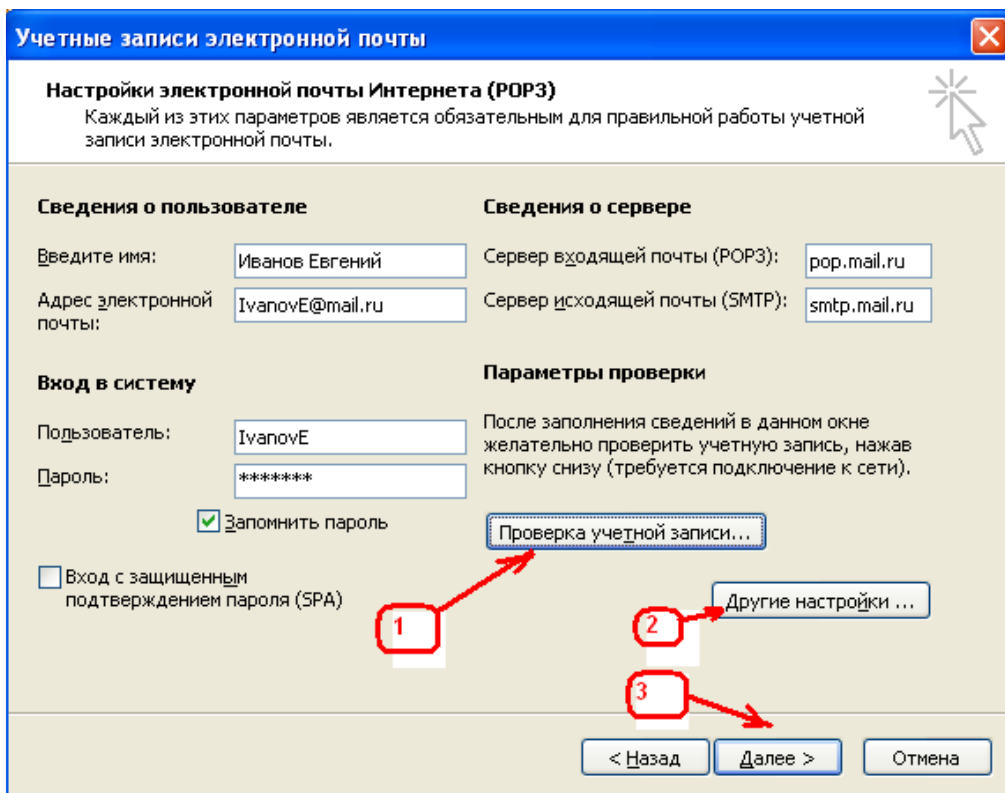 Учетные записи электронной почты
Настройки электронной почты Интернета (POP3)
Каждый из этих параметров является обязательным для правильной работы учетной
записи электронной почты.
Сведения о пользователе
Введите имя:
Иванов Евгений
Адрес электронной
почты:
IvanovE@mail.ru
Вход в систему
Пользователь:
IvanovE
Пароль:
*******
Запомнить пароль
Вход с защищенным
подтверждением пароля (SPA)
Сведения о сервере
Сервер входящей почты (POP3):
pop.mail.ru
Сервер исходящей почты (SMTP):
smtp.mail.ru
Параметры проверки
После заполнения сведений в данном окне
желательно проверить учетную запись, нажав
кнопку снизу (требуется подключение к сети).
Проверка учетной записи...
1
Другие настройки ...
2
3
< Назад
Далее >
Отмена